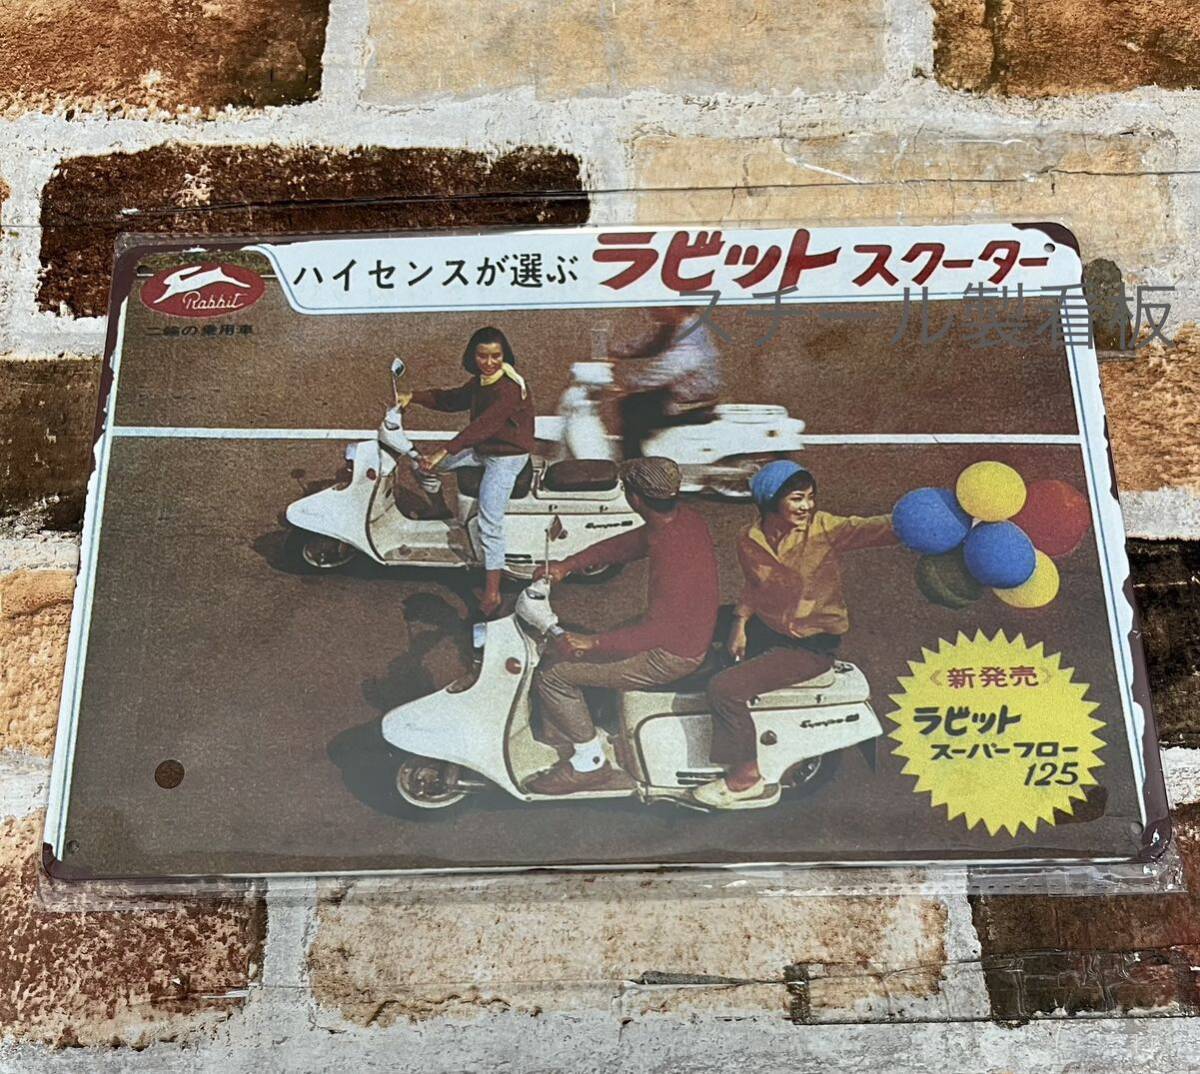 ハイセンスが選ぶ ラビットスクーター
Rabbit
二輪の乗用車
スチール製看板
《新発売》
ラビット
スーパーフロー
125